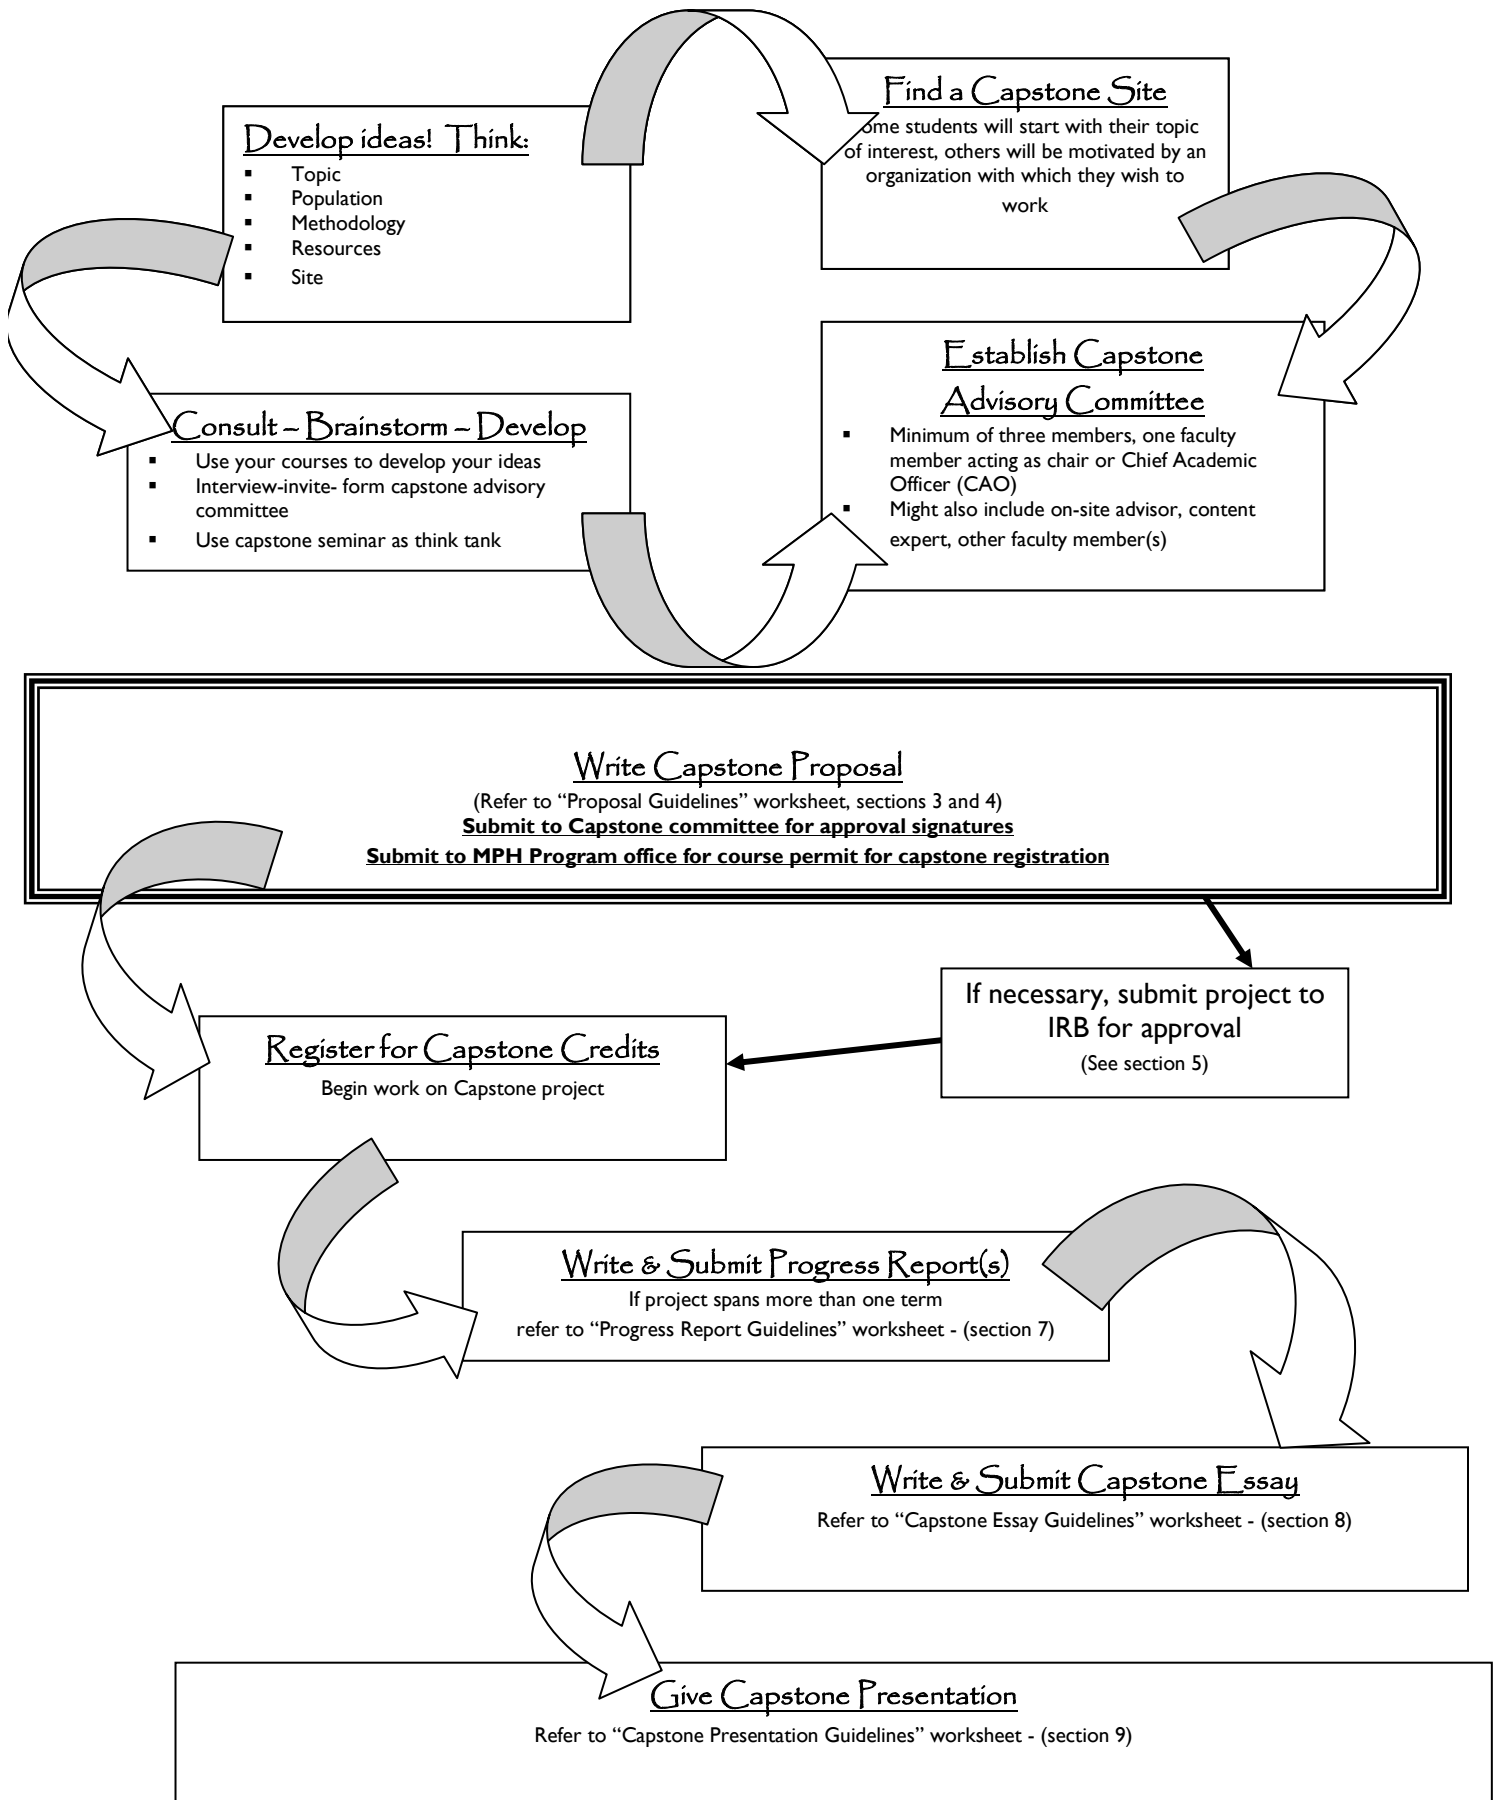 Develop ideas! Think:
▪ Topic
▪ Population
▪ Methodology
▪ Resources
▪ Site
Find a Capstone Site
ome students will start with their topic
of interest, others will be motivated by an
organization with which they wish to
work
Consult – Brainstorm – Develop
▪ Use your courses to develop your ideas
▪ Interview-invite- form capstone advisory
committee
▪ Use capstone seminar as think tank
Establish Capstone
Advisory Committee
▪ Minimum of three members, one faculty
member acting as chair or Chief Academic
Officer (CAO)
▪ Might also include on-site advisor, content
expert, other faculty member(s)
Write Capstone Proposal
(Refer to “Proposal Guidelines” worksheet, sections 3 and 4)
Submit to Capstone committee for approval signatures
Submit to MPH Program office for course permit for capstone registration
If necessary, submit project to
IRB for approval
(See section 5)
Register for Capstone Credits
Begin work on Capstone project
Write & Submit Progress Report(s)
If project spans more than one term
refer to “Progress Report Guidelines” worksheet - (section 7)
Write & Submit Capstone Essay
Refer to “Capstone Essay Guidelines” worksheet - (section 8)
Give Capstone Presentation
Refer to “Capstone Presentation Guidelines” worksheet - (section 9)